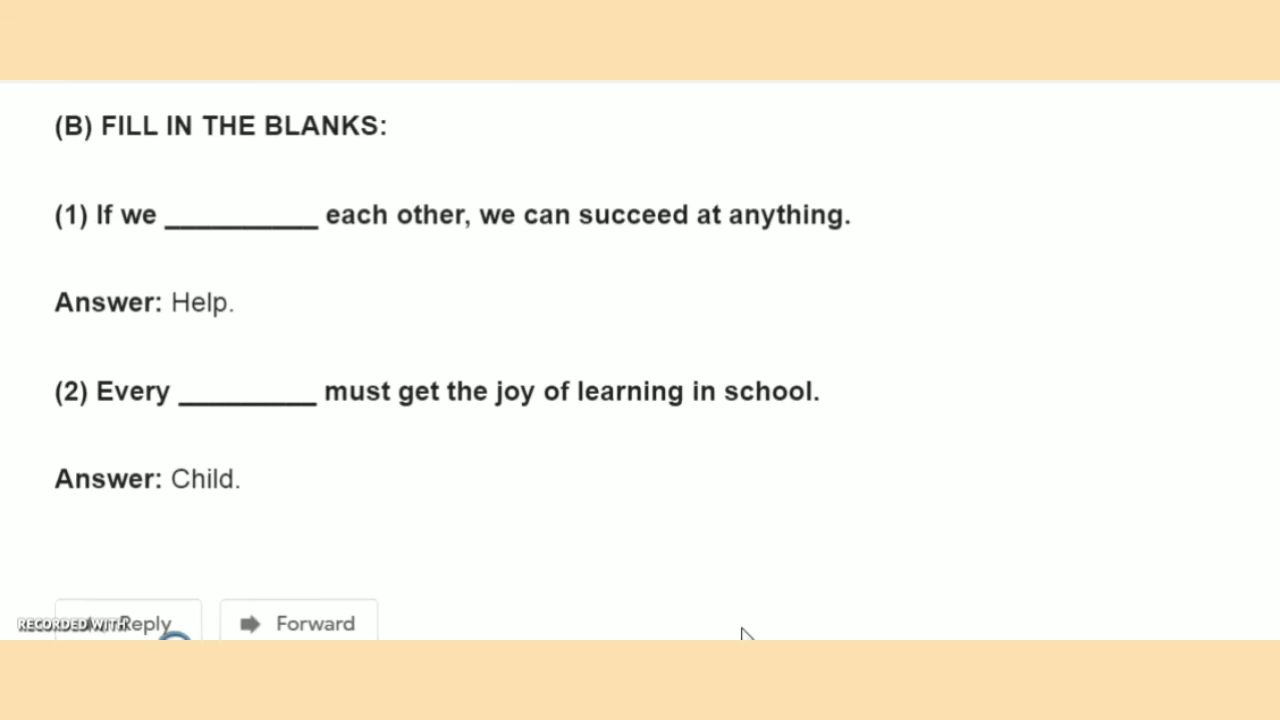 (B) FILL IN THE BLANKS:
(1) If we __________ each other, we can succeed at anything.
Answer: Help.
(2) Every _________ must get the joy of learning in school.
Answer: Child.
RECORDED WITH Reply
Forward